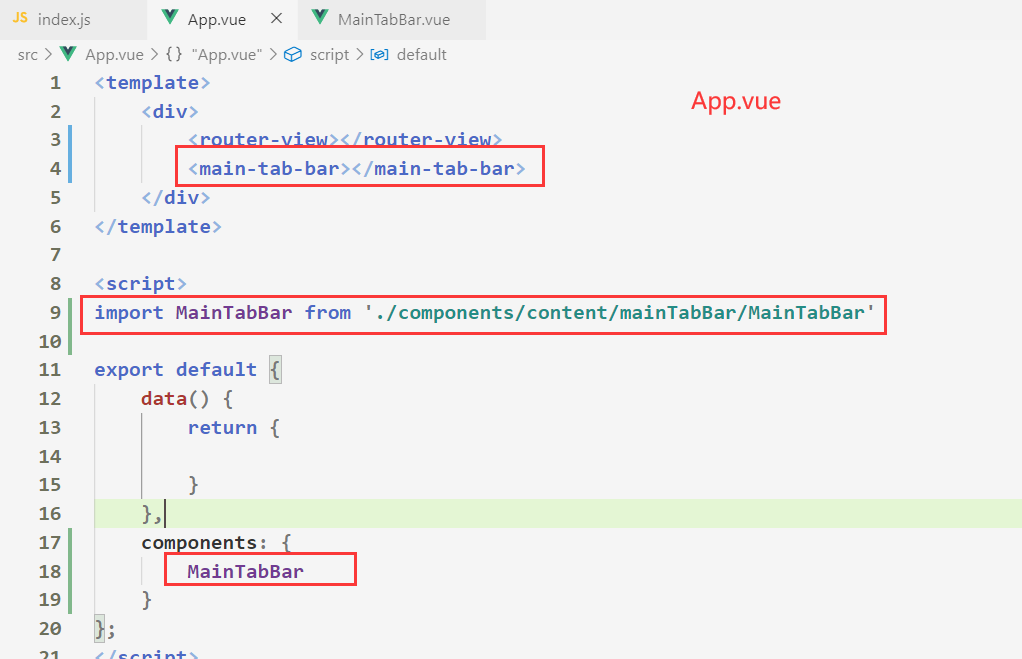 JS index.js App.vue × MainTabBar.vue
src > App.vue > {} "App.vue" > script > default
App.vue
1 <template>
2 <div>
3 <router-view></router-view>
4 <main-tab-bar></main-tab-bar>
5 </div>
6 </template>
7
8 <script>
9 import MainTabBar from './components/content/mainTabBar/MainTabBar'
10
11 export default {
12 data() {
13 return {
14
15 }
16 },
17 components: {
18 MainTabBar
19 }
20 };
21 </script>